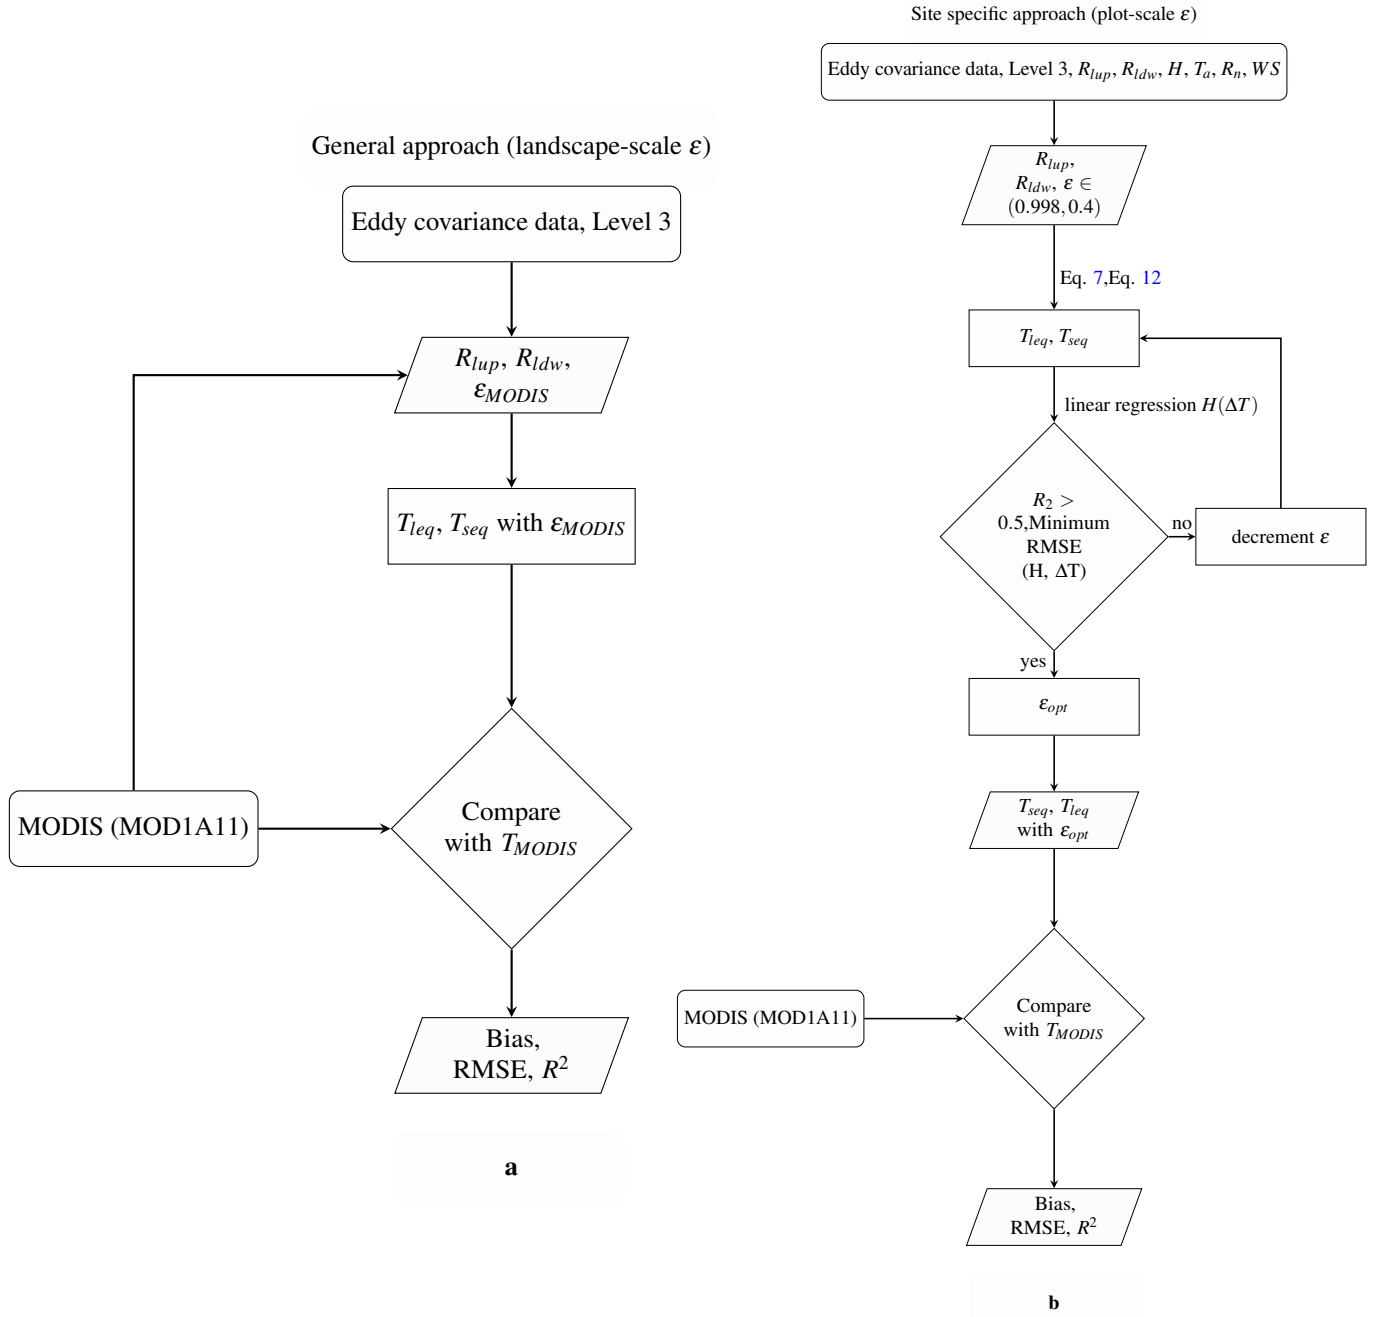 General approach (landscape-scale ε)
Eddy covariance data, Level 3
R_lup, R_ldw,
ε_MODIS
T_leq, T_seq with ε_MODIS
MODIS (MOD1A11)
Compare
with T_MODIS
Bias,
RMSE, R²
a
Site specific approach (plot-scale ε)
Eddy covariance data, Level 3, R_lup, R_ldw, H, T_a, R_n, WS
R_lup,
R_ldw, ε ∈
(0.998, 0.4)
Eq. 7,Eq. 12
T_leq, T_seq
linear regression H(ΔT)
R_2 >
0.5,Minimum
RMSE
(H, ΔT)
no
decrement ε
yes
ε_opt
T_seq, T_leq
with ε_opt
MODIS (MOD1A11)
Compare
with T_MODIS
Bias,
RMSE, R²
b